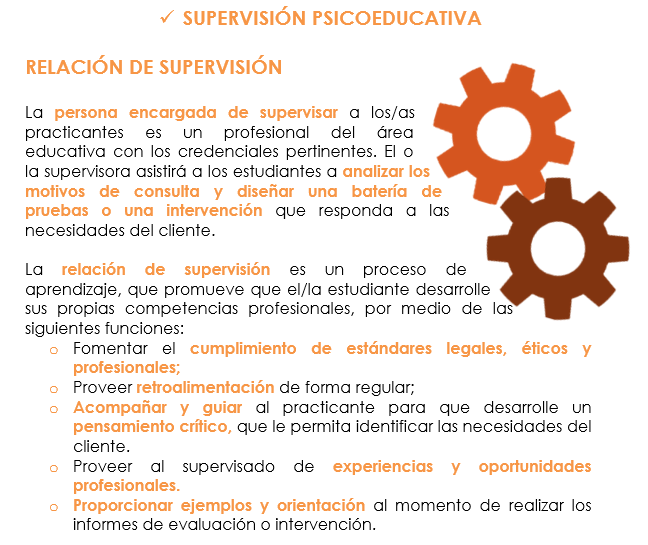 ✓ SUPERVISIÓN PSICOEDUCATIVA
RELACIÓN DE SUPERVISIÓN
La persona encargada de supervisar a los/as
practicantes es un profesional del área
educativa con los credenciales pertinentes. El o
la supervisora asistirá a los estudiantes a analizar los
motivos de consulta y diseñar una batería de
pruebas o una intervención que responda a las
necesidades del cliente.
La relación de supervisión es un proceso de
aprendizaje, que promueve que el/la estudiante desarrolle
sus propias competencias profesionales, por medio de las
siguientes funciones:
o Fomentar el cumplimiento de estándares legales, éticos y
profesionales;
o Proveer retroalimentación de forma regular;
o Acompañar y guiar al practicante para que desarrolle un
pensamiento crítico, que le permita identificar las necesidades del
cliente.
o Proveer al supervisado de experiencias y oportunidades
profesionales.
o Proporcionar ejemplos y orientación al momento de realizar los
informes de evaluación o intervención.